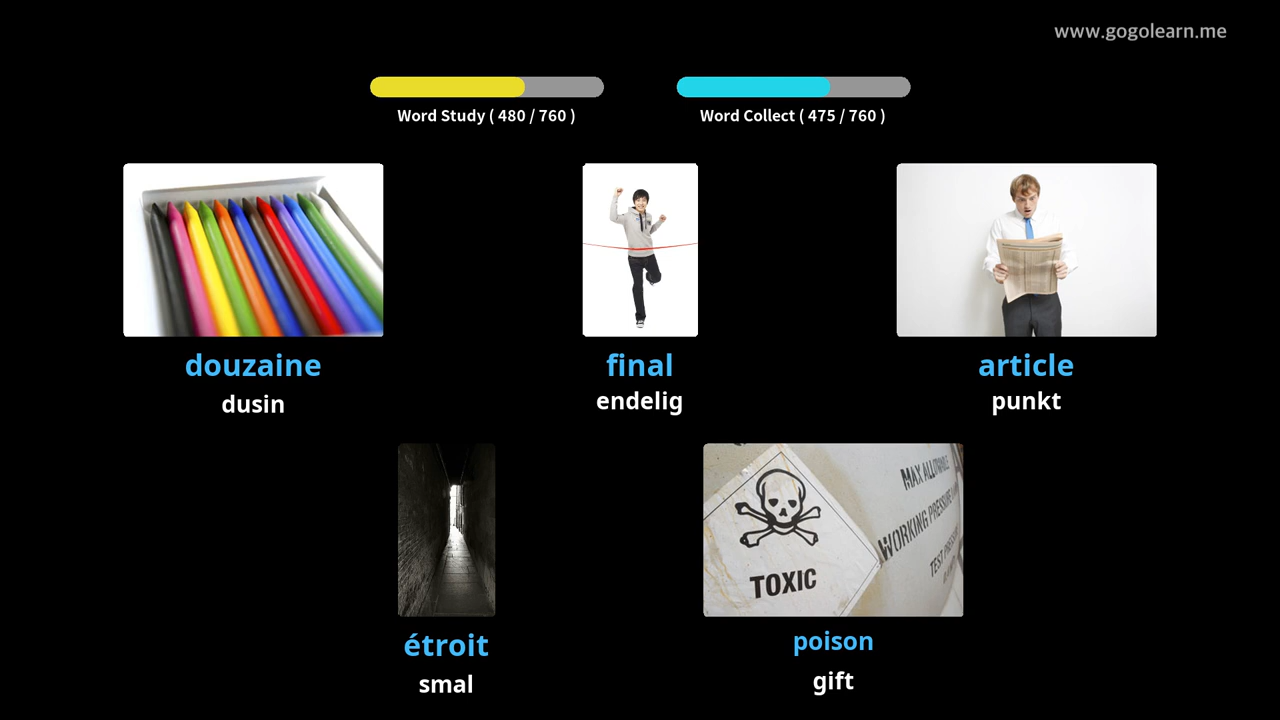 www.gogolearn.me
Word Study ( 480 / 760 )
Word Collect ( 475 / 760 )
douzaine
dusin
final
endelig
article
punkt
TOXIC
MAX ALLOWABLE
WORKING PRESSURE
TEST PRESSURE
étroit
smal
poison
gift